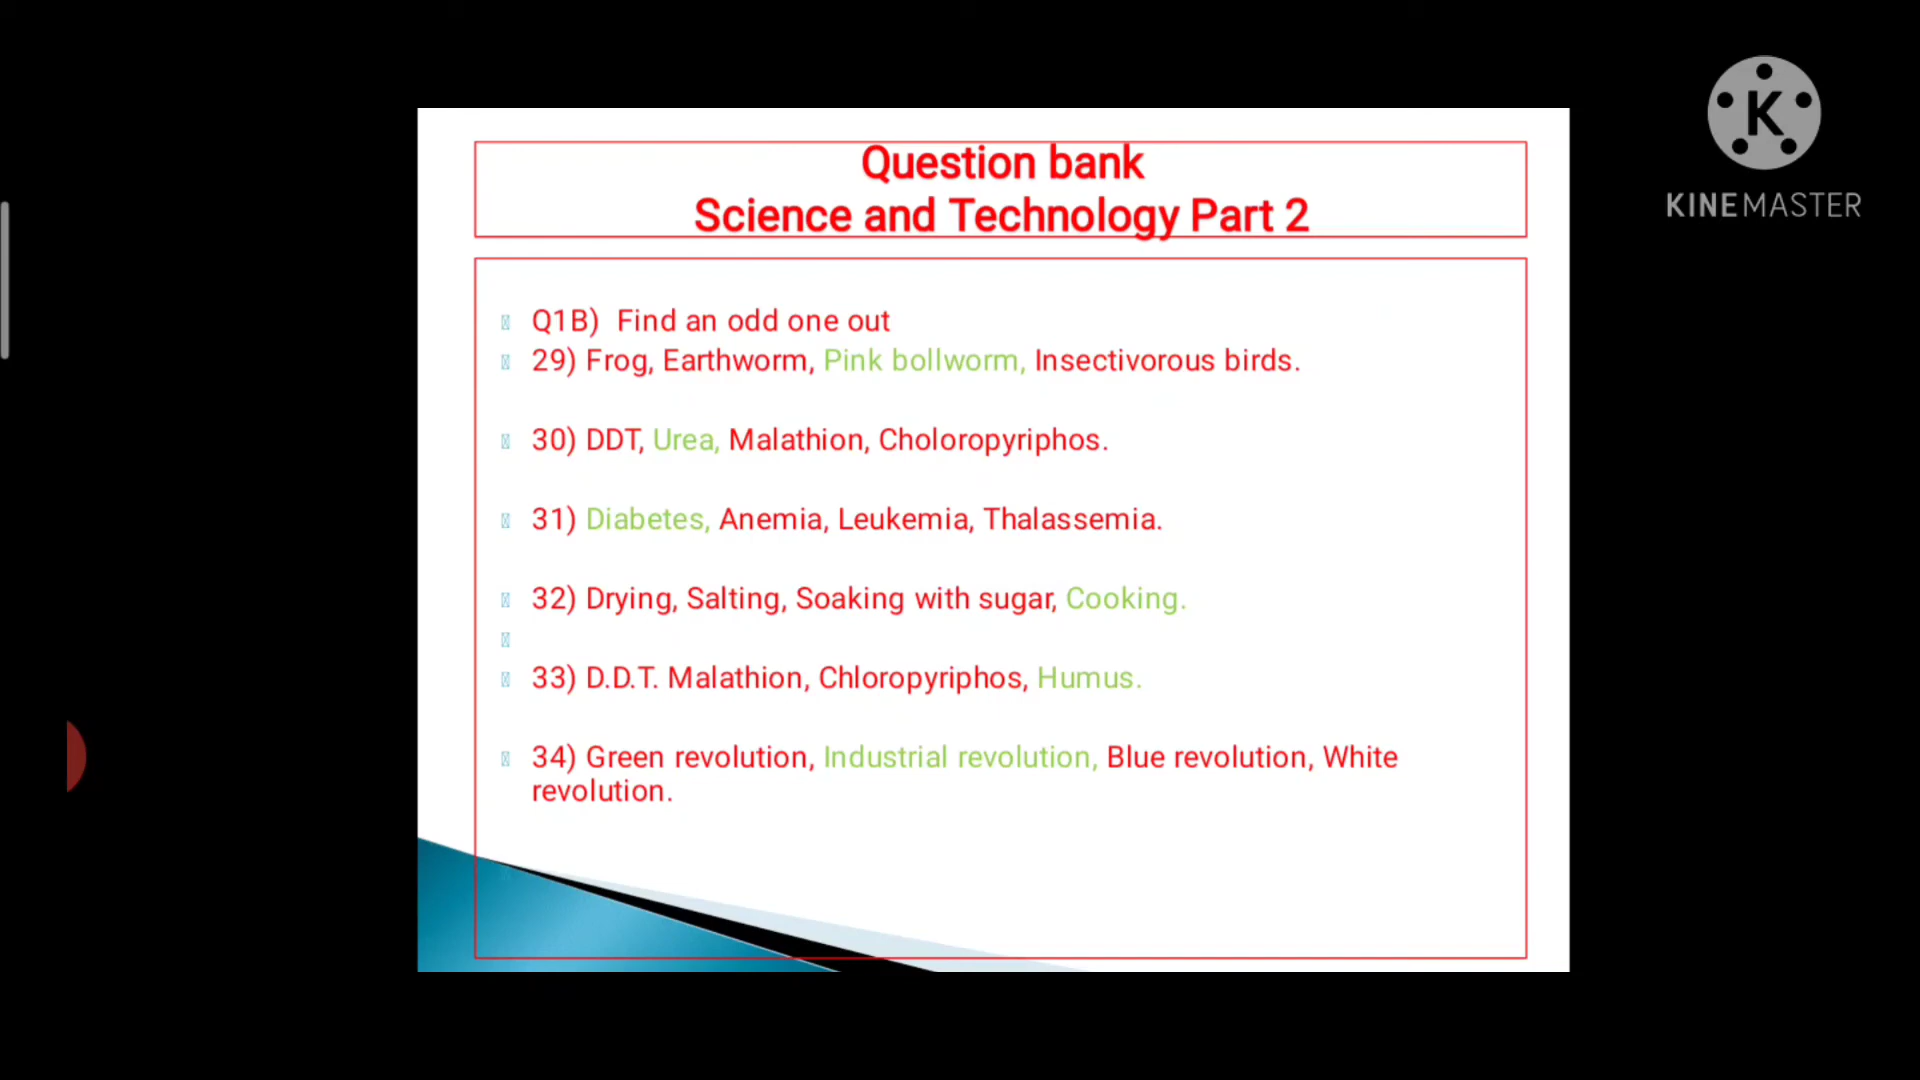 Question bank
Science and Technology Part 2
K
KINEMASTER
Q1B) Find an odd one out
29) Frog, Earthworm, Pink bollworm, Insectivorous birds.
30) DDT, Urea, Malathion, Choloropyriphos.
31) Diabetes, Anemia, Leukemia, Thalassemia.
32) Drying, Salting, Soaking with sugar, Cooking.
33) D.D.T. Malathion, Chloropyriphos, Humus.
34) Green revolution, Industrial revolution, Blue revolution, White
revolution.